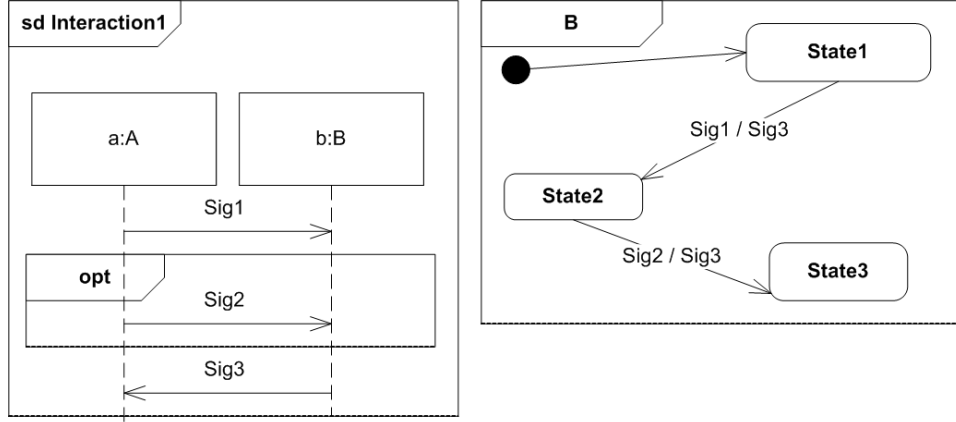 sd Interaction1
a:A
b:B
Sig1
opt
Sig2
Sig3
B
State1
Sig1 / Sig3
State2
Sig2 / Sig3
State3